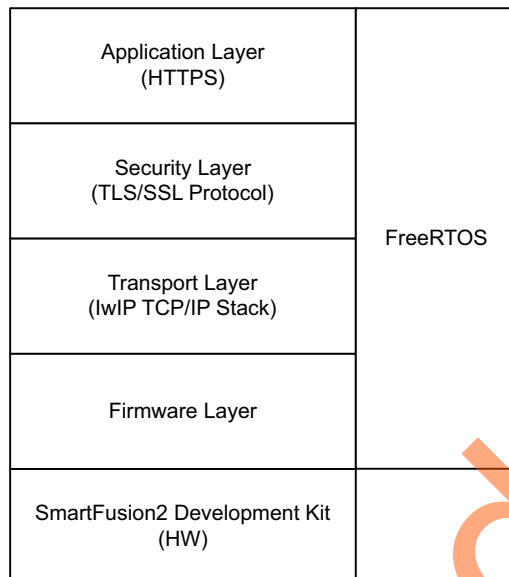 Application Layer
(HTTPS)
Security Layer
(TLS/SSL Protocol)
FreeRTOS
Transport Layer
(lwIP TCP/IP Stack)
Firmware Layer
SmartFusion2 Development Kit
(HW)